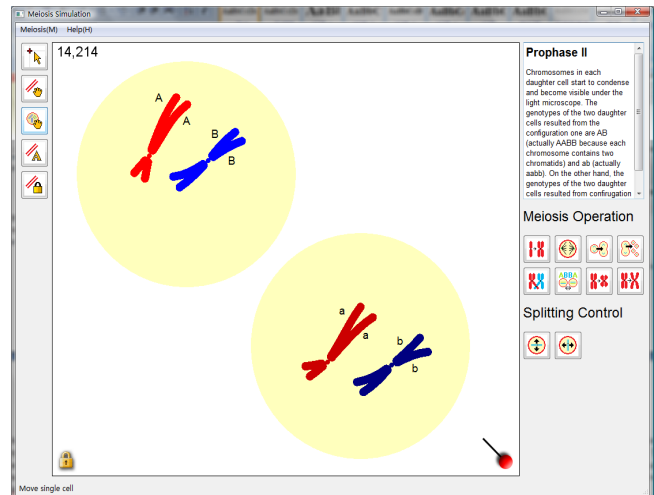 Meiosis Simulation
Meiosis(M) Help(H)
14,214
A
A
B
B
a
a
b
b
Prophase II
Chromosomes in each
daughter cell start to condense
and become visible under the
light microscope. The
genotypes of the two daughter
cells resulted from the
configuration one are AB
(actually AABB because each
chromosome contains two
chromatids) and ab (actually
aabb). On the other hand, the
genotypes of the two daughter
cells resulted from confirugation
Meiosis Operation
ABBA
Splitting Control
Move single cell